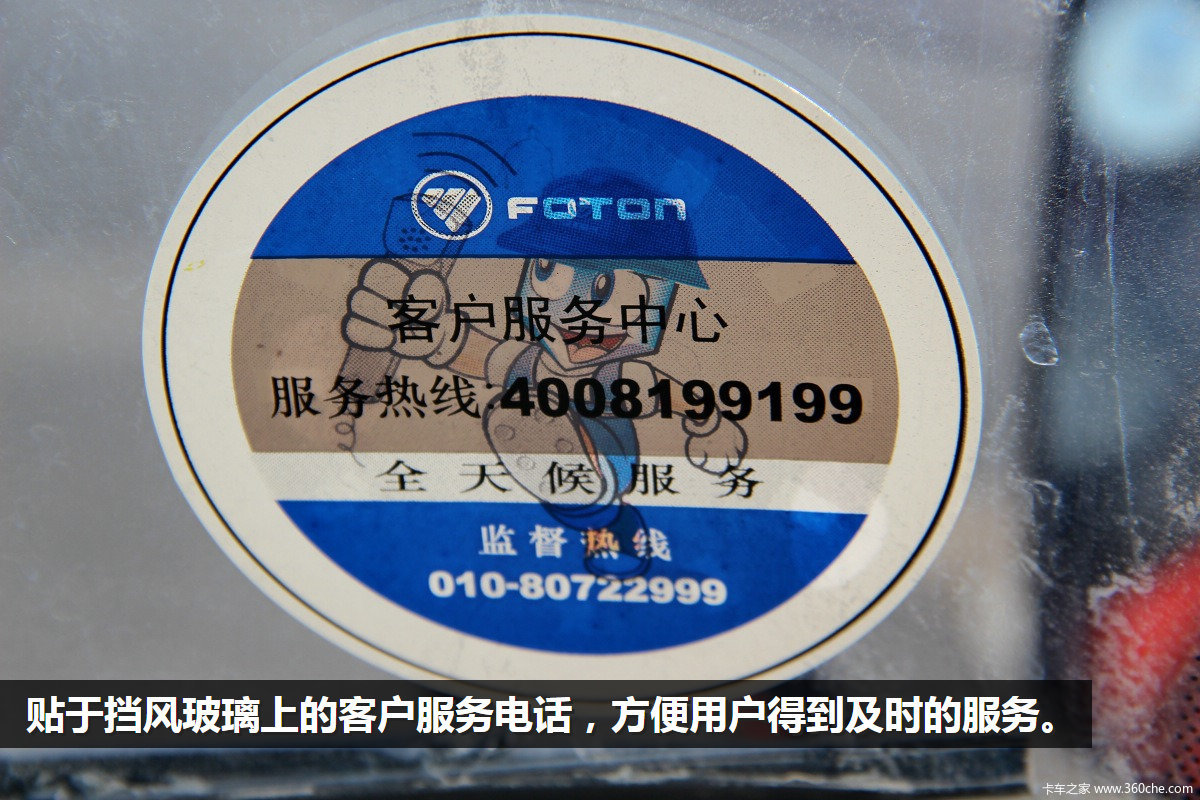 FOTON
客户服务中心
服务热线:4008199199
全天候服务
监督热线
010-80722999
贴于挡风玻璃上的客户服务电话，方便用户得到及时的服务。
卡车之家 www.360che.com